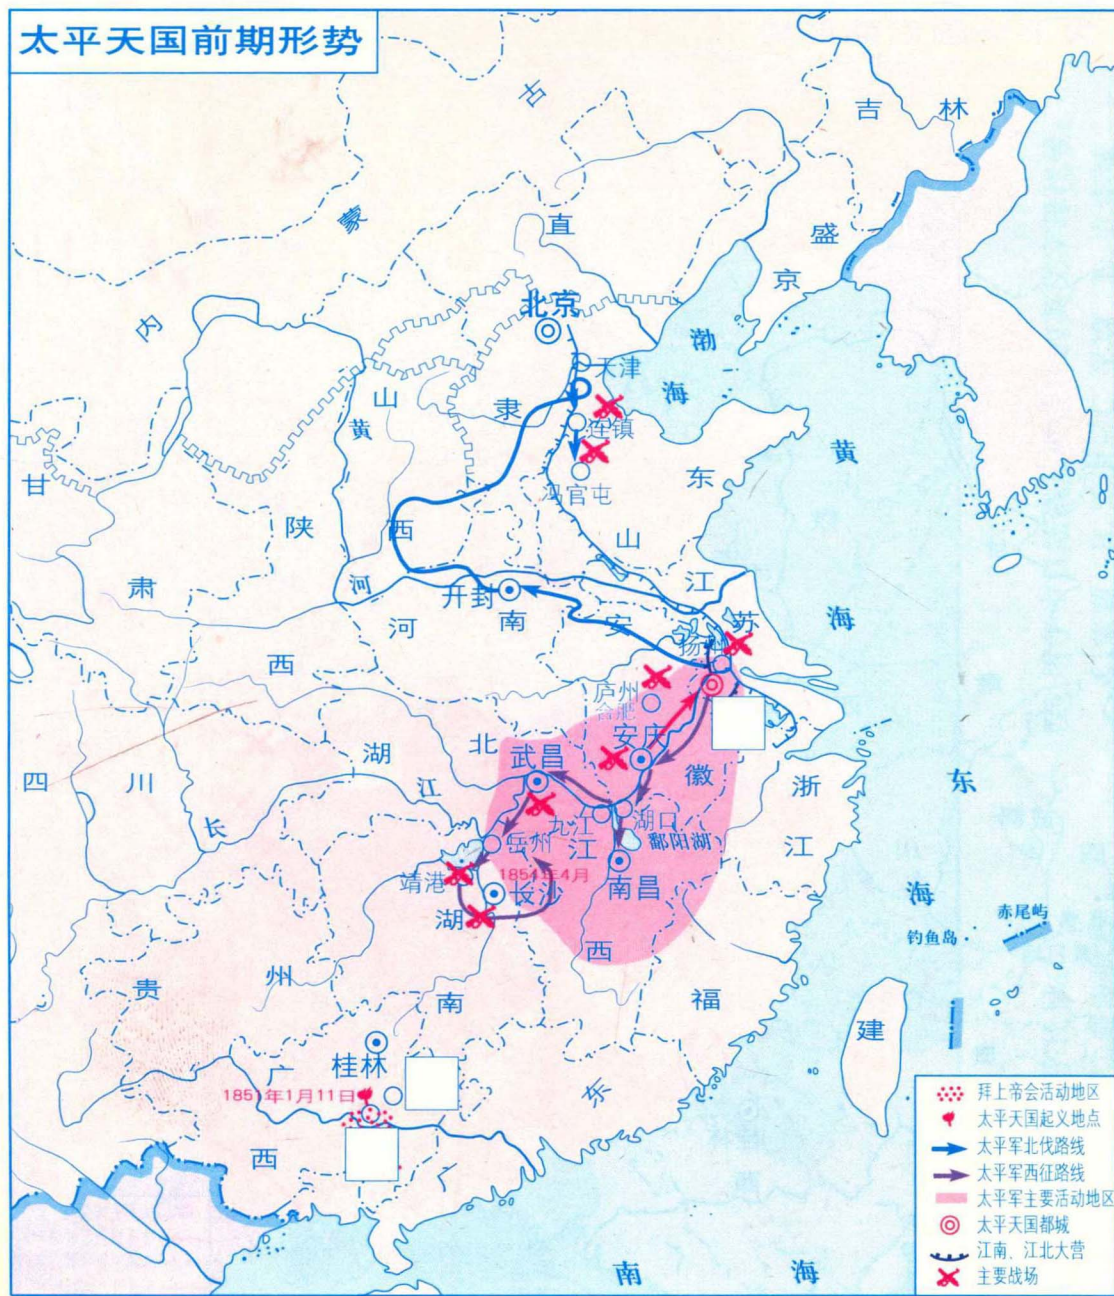 太平天国前期形势
吉林
内蒙古
盛京
直隶
北京
天津
渤海
连镇
冯官屯
山西
黄河
山东
黄海
甘肃
陕西
开封
河南
江苏
安徽
扬州
庐州
合肥
安庆
湖北
武昌
四川
长江
九江
湖口
鄱阳湖
浙江
岳州
1854年4月
靖港
长沙
南昌
江西
湖南
东海
钓鱼岛
赤尾屿
贵州
福建
桂林
1851年1月11日
广西
广东
南海
拜上帝会活动地区
太平天国起义地点
太平军北伐路线
太平军西征路线
太平军主要活动地区
太平天国都城
江南、江北大营
主要战场